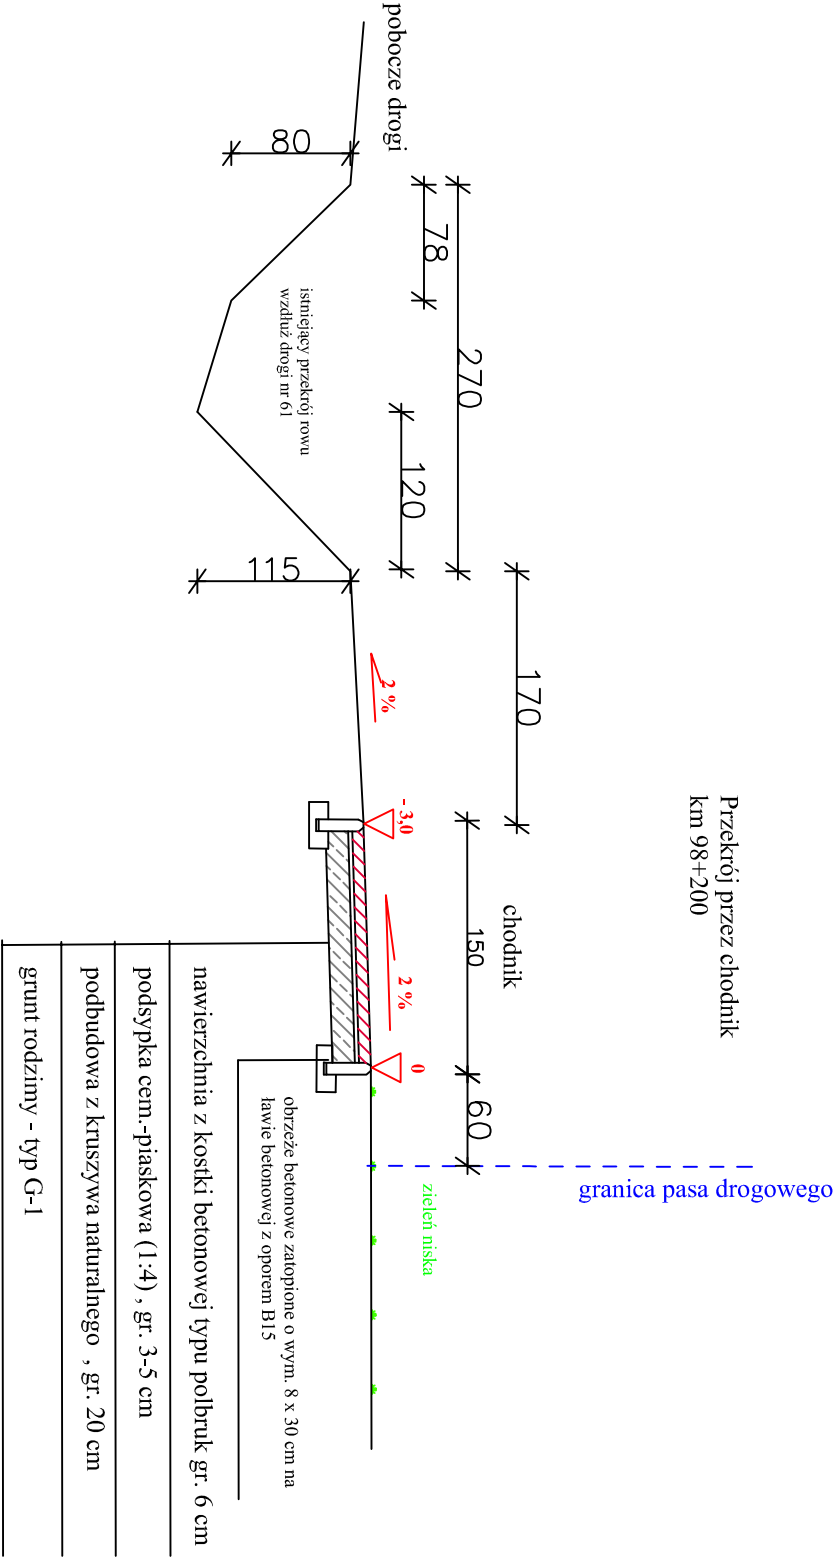 Przekrój przez chodnik
km 98+200
granica pasa drogowego
170
chodnik
270
150
60
78
120
zieleń niska
pobocze drogi
- 3,0
0
2 %
2 %
80
istniejący przekrój rowu
wzdłuż drogi nr 61
115
obrzeże betonowe zatopione o wym. 8 x 30 cm na
ławie betonowej z oporem B15
nawierzchnia z kostki betonowej typu polbruk gr. 6 cm
podsypka cem.-piaskowa (1:4) , gr. 3-5 cm
podbudowa z kruszywa naturalnego , gr. 20 cm
grunt rodzimy - typ G-1